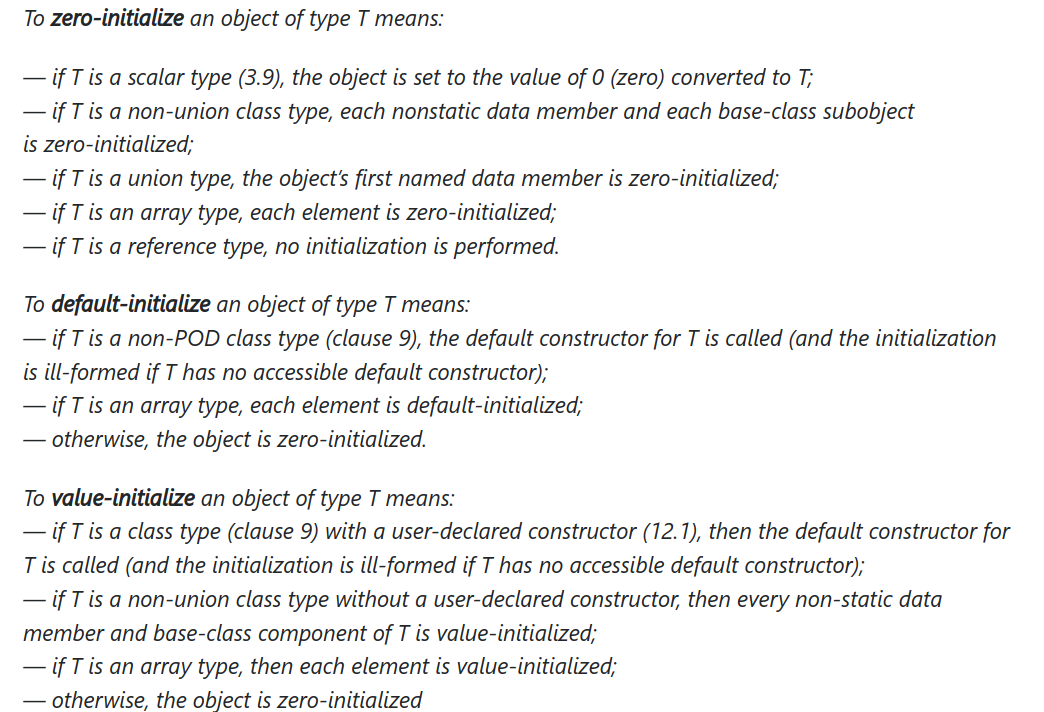 To zero-initialize an object of type T means:
— if T is a scalar type (3.9), the object is set to the value of 0 (zero) converted to T;
— if T is a non-union class type, each nonstatic data member and each base-class subobject
is zero-initialized;
— if T is a union type, the object’s first named data member is zero-initialized;
— if T is an array type, each element is zero-initialized;
— if T is a reference type, no initialization is performed.
To default-initialize an object of type T means:
— if T is a non-POD class type (clause 9), the default constructor for T is called (and the initialization
is ill-formed if T has no accessible default constructor);
— if T is an array type, each element is default-initialized;
— otherwise, the object is zero-initialized.
To value-initialize an object of type T means:
— if T is a class type (clause 9) with a user-declared constructor (12.1), then the default constructor for
T is called (and the initialization is ill-formed if T has no accessible default constructor);
— if T is a non-union class type without a user-declared constructor, then every non-static data
member and base-class component of T is value-initialized;
— if T is an array type, then each element is value-initialized;
— otherwise, the object is zero-initialized